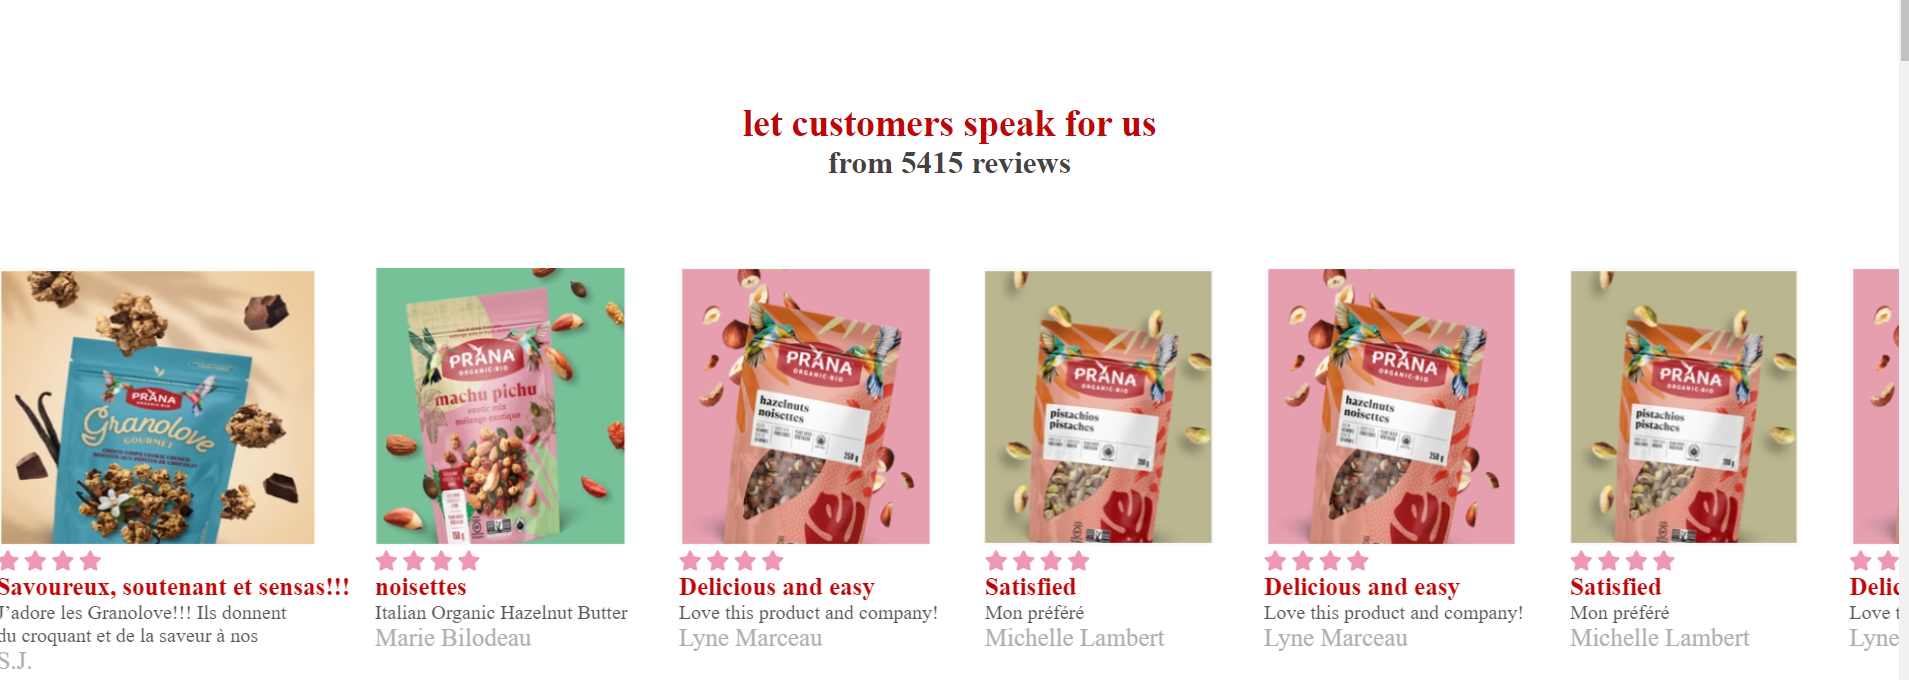 let customers speak for us
from 5415 reviews
PRANA
ORGANIC·BIO
Granolove
GOURMET
PRANA
ORGANIC·BIO
machu pichu
exotic mix
mélange exotique
150 g
PRANA
ORGANIC·BIO
hazelnuts
noisettes
250 g
PRANA
ORGANIC·BIO
pistachios
pistaches
PRANA
ORGANIC·BIO
hazelnuts
noisettes
250 g
PRANA
ORGANIC·BIO
pistachios
pistaches
Savoureux, soutenant et sensas!!!
J’adore les Granolove!!! Ils donnent
du croquant et de la saveur à nos
S.J.
noisettes
Italian Organic Hazelnut Butter
Marie Bilodeau
Delicious and easy
Love this product and company!
Lyne Marceau
Satisfied
Mon préféré
Michelle Lambert
Delicious and easy
Love this product and company!
Lyne Marceau
Satisfied
Mon préféré
Michelle Lambert
Delic
Love t
Lyne